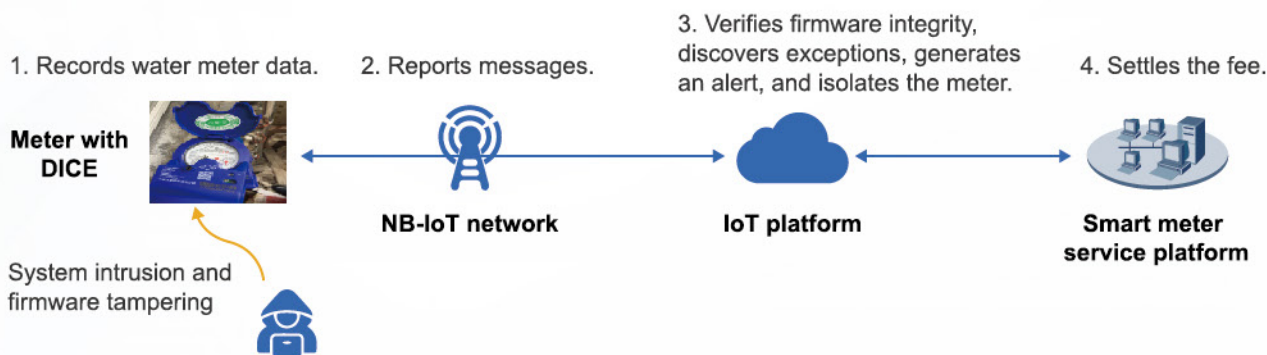 1. Records water meter data.
2. Reports messages.
3. Verifies firmware integrity,
discovers exceptions, generates
an alert, and isolates the meter.
4. Settles the fee.
Meter with
DICE
NB-IoT network
IoT platform
Smart meter
service platform
System intrusion and
firmware tampering